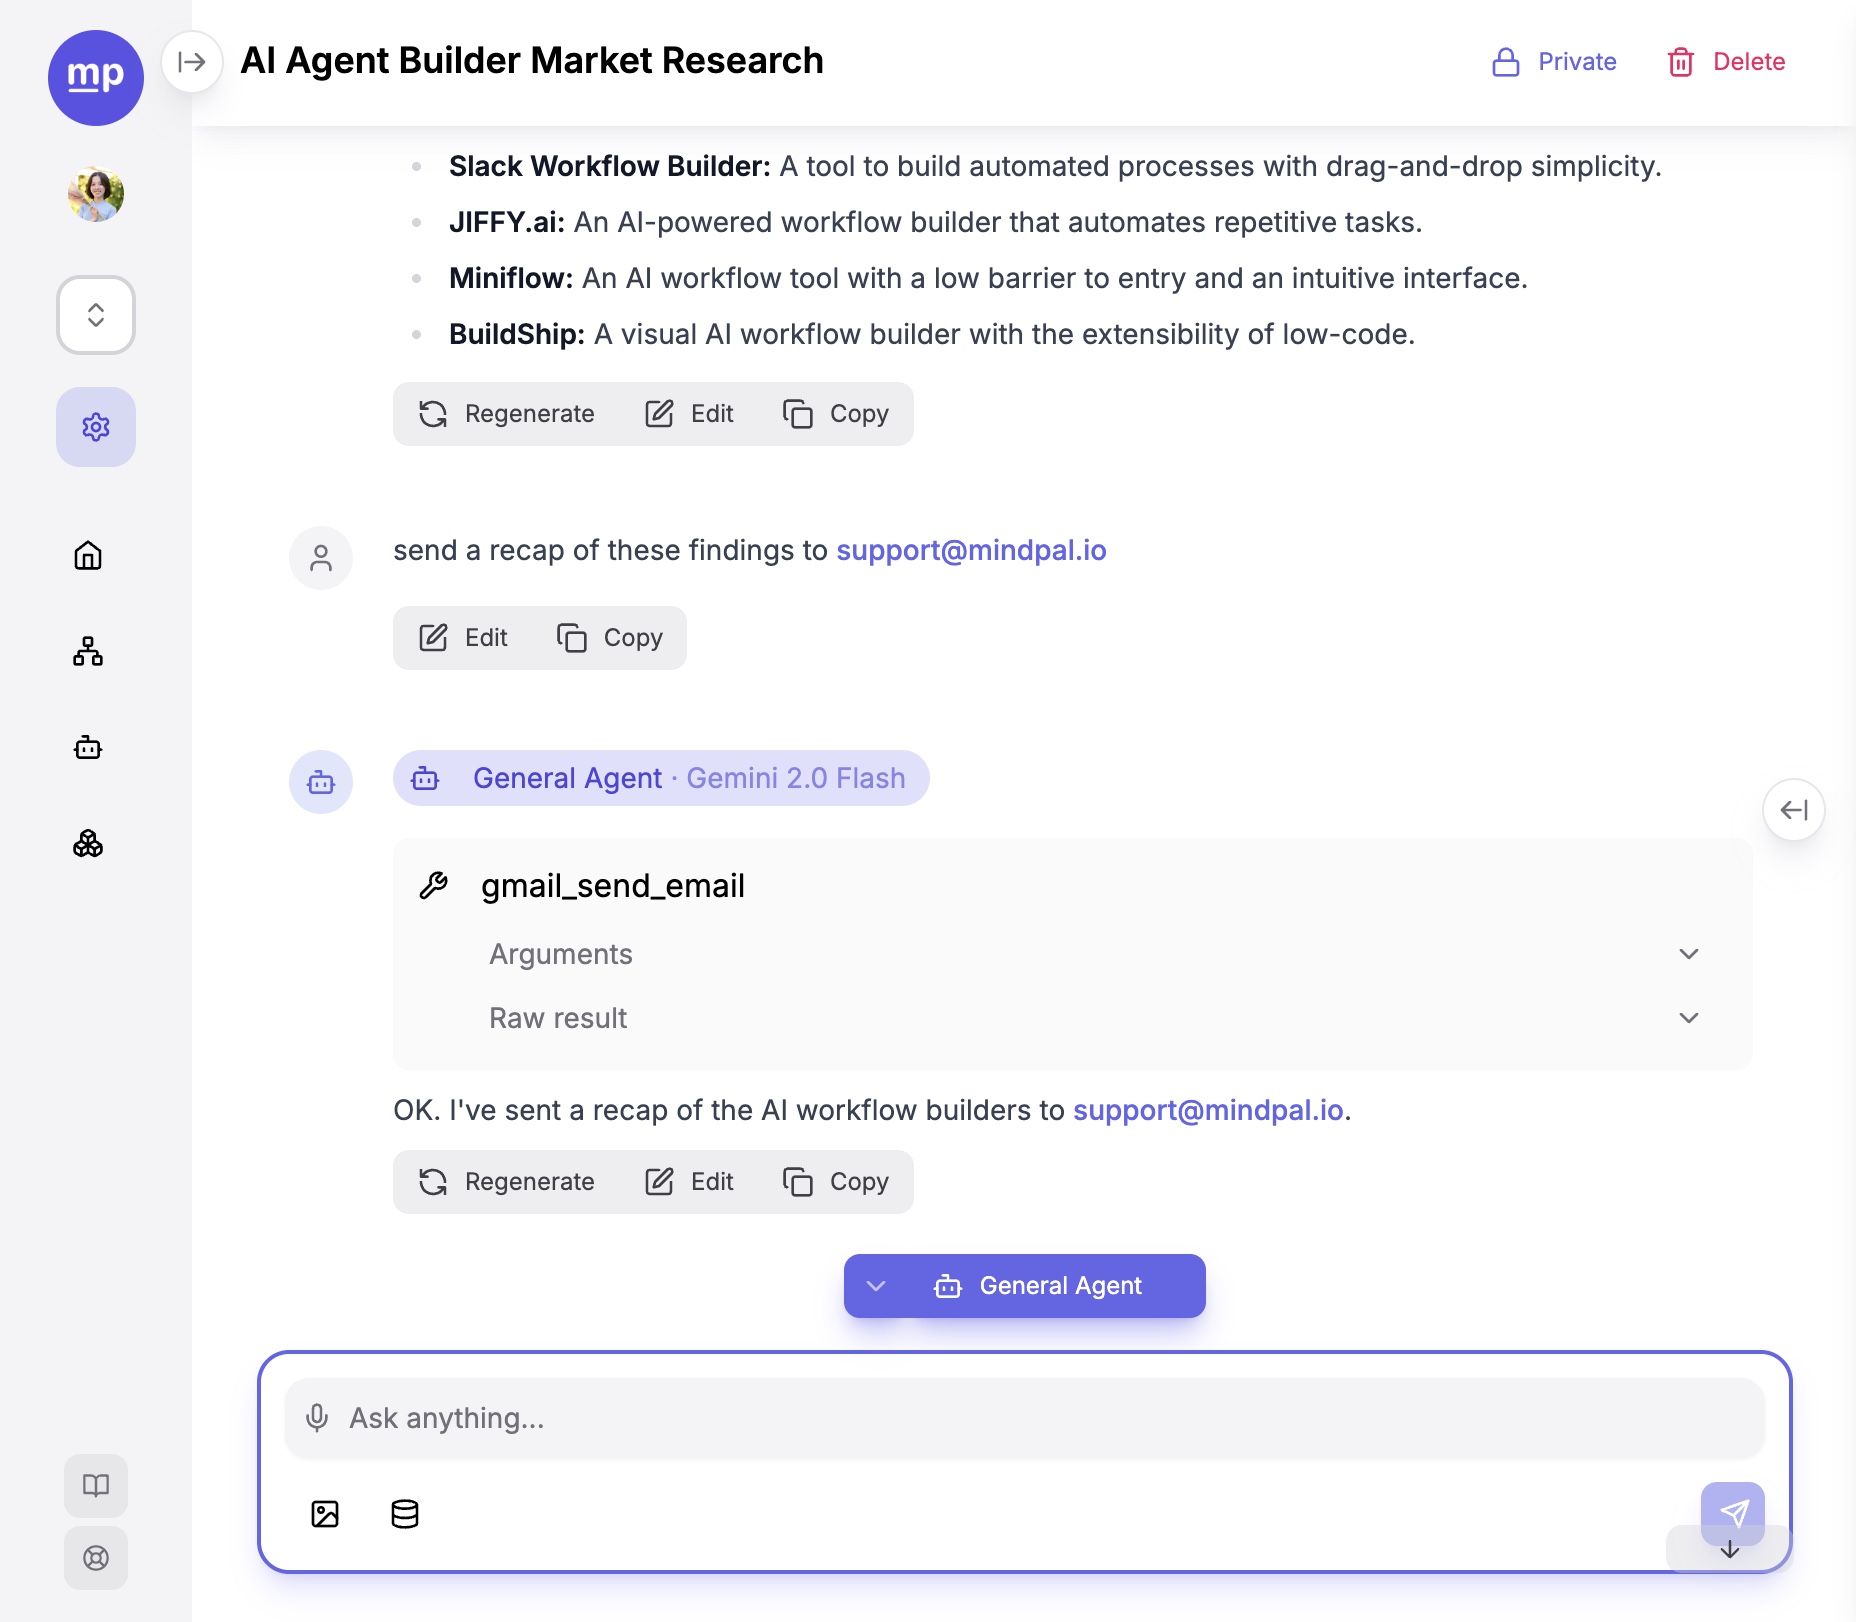 mp
AI Agent Builder Market Research
Private
Delete
Slack Workflow Builder: A tool to build automated processes with drag-and-drop simplicity.
JIFFY.ai: An AI-powered workflow builder that automates repetitive tasks.
Miniflow: An AI workflow tool with a low barrier to entry and an intuitive interface.
BuildShip: A visual AI workflow builder with the extensibility of low-code.
Regenerate Edit Copy
send a recap of these findings to support@mindpal.io
Edit Copy
General Agent · Gemini 2.0 Flash
gmail_send_email
Arguments
Raw result
OK. I've sent a recap of the AI workflow builders to support@mindpal.io.
Regenerate Edit Copy
General Agent
Ask anything...